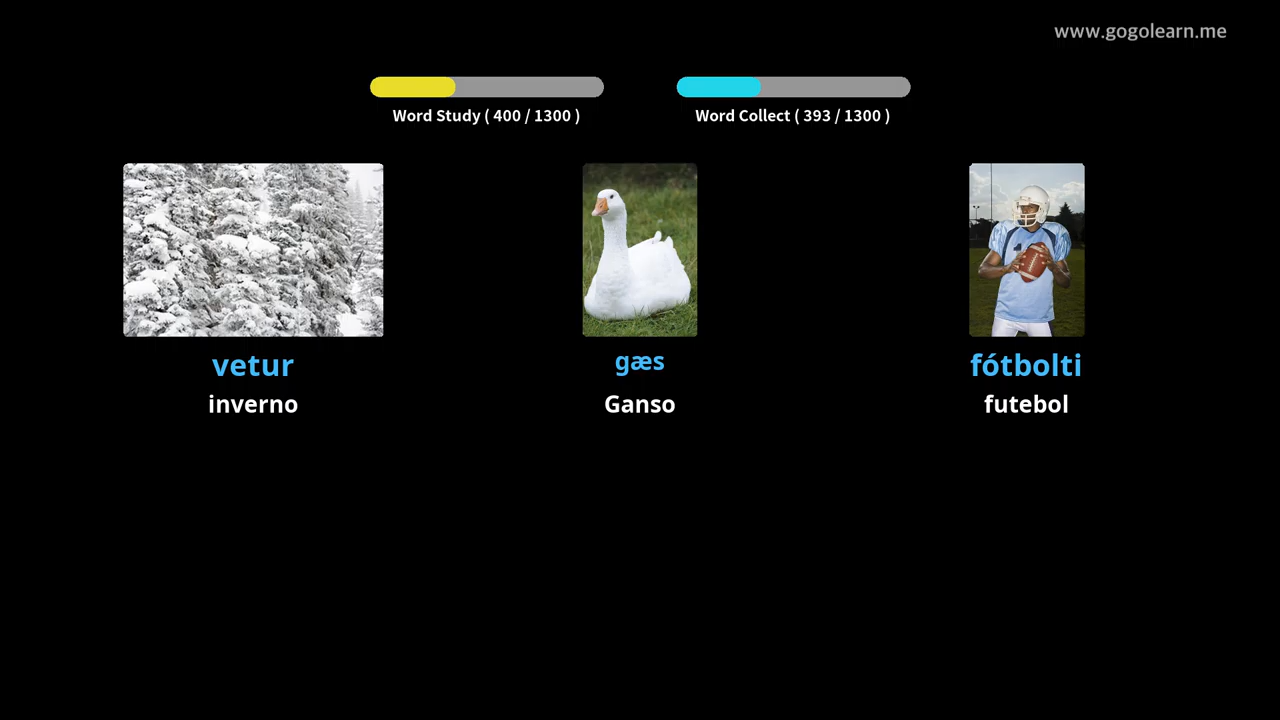 www.gogolearn.me
Word Study ( 400 / 1300 )
Word Collect ( 393 / 1300 )
vetur
inverno
gæs
Ganso
fótbolti
futebol